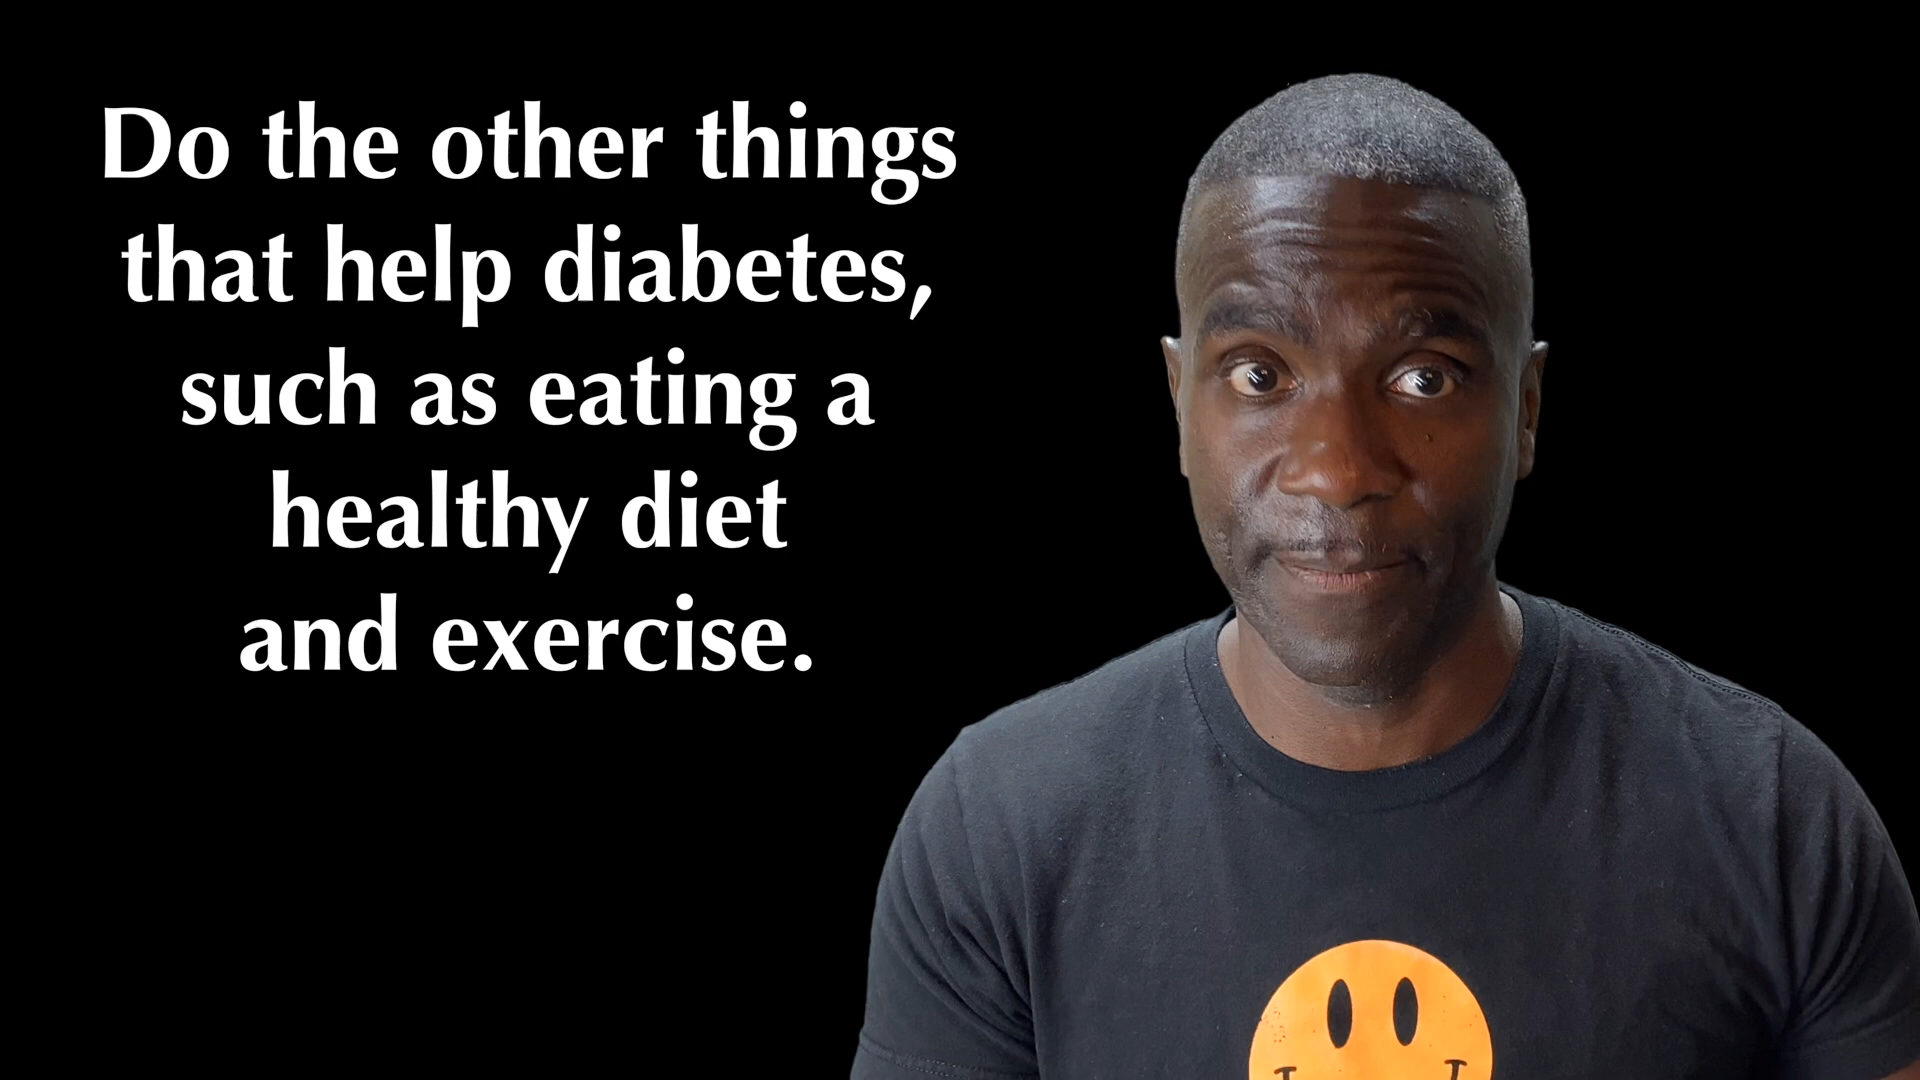 Do the other things
that help diabetes,
such as eating a
healthy diet
and exercise.